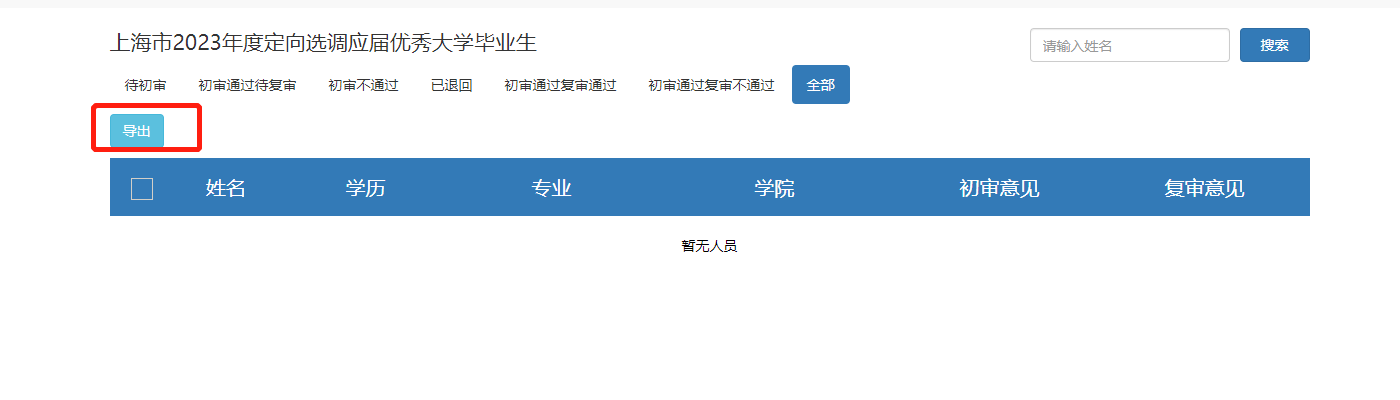 上海市2023年度定向选调应届优秀大学毕业生
请输入姓名 搜索
待初审 初审通过待复审 初审不通过 已退回 初审通过复审通过 初审通过复审不通过 全部
导出
姓名 学历 专业 学院 初审意见 复审意见
暂无人员